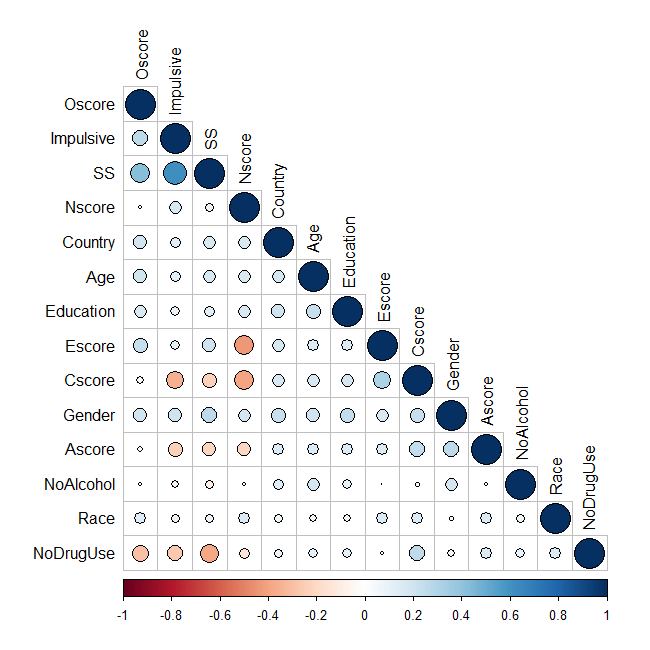 Oscore
Impulsive
SS
Nscore
Country
Age
Education
Escore
Cscore
Gender
Ascore
NoAlcohol
Race
NoDrugUse
Oscore
Impulsive
SS
Nscore
Country
Age
Education
Escore
Cscore
Gender
Ascore
NoAlcohol
Race
NoDrugUse
-1 -0.8 -0.6 -0.4 -0.2 0 0.2 0.4 0.6 0.8 1